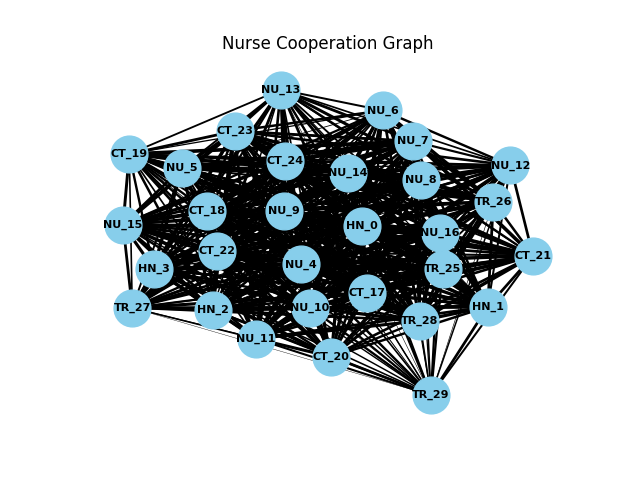 Nurse Cooperation Graph
NU_13
NU_6
CT_23
NU_7
CT_19
CT_24
NU_12
NU_5
NU_14
NU_8
TR_26
CT_18
NU_9
NU_15
HN_0
NU_16
CT_22
CT_21
NU_4
HN_3
TR_25
CT_17
TR_27
HN_2
NU_10
HN_1
TR_28
NU_11
CT_20
TR_29